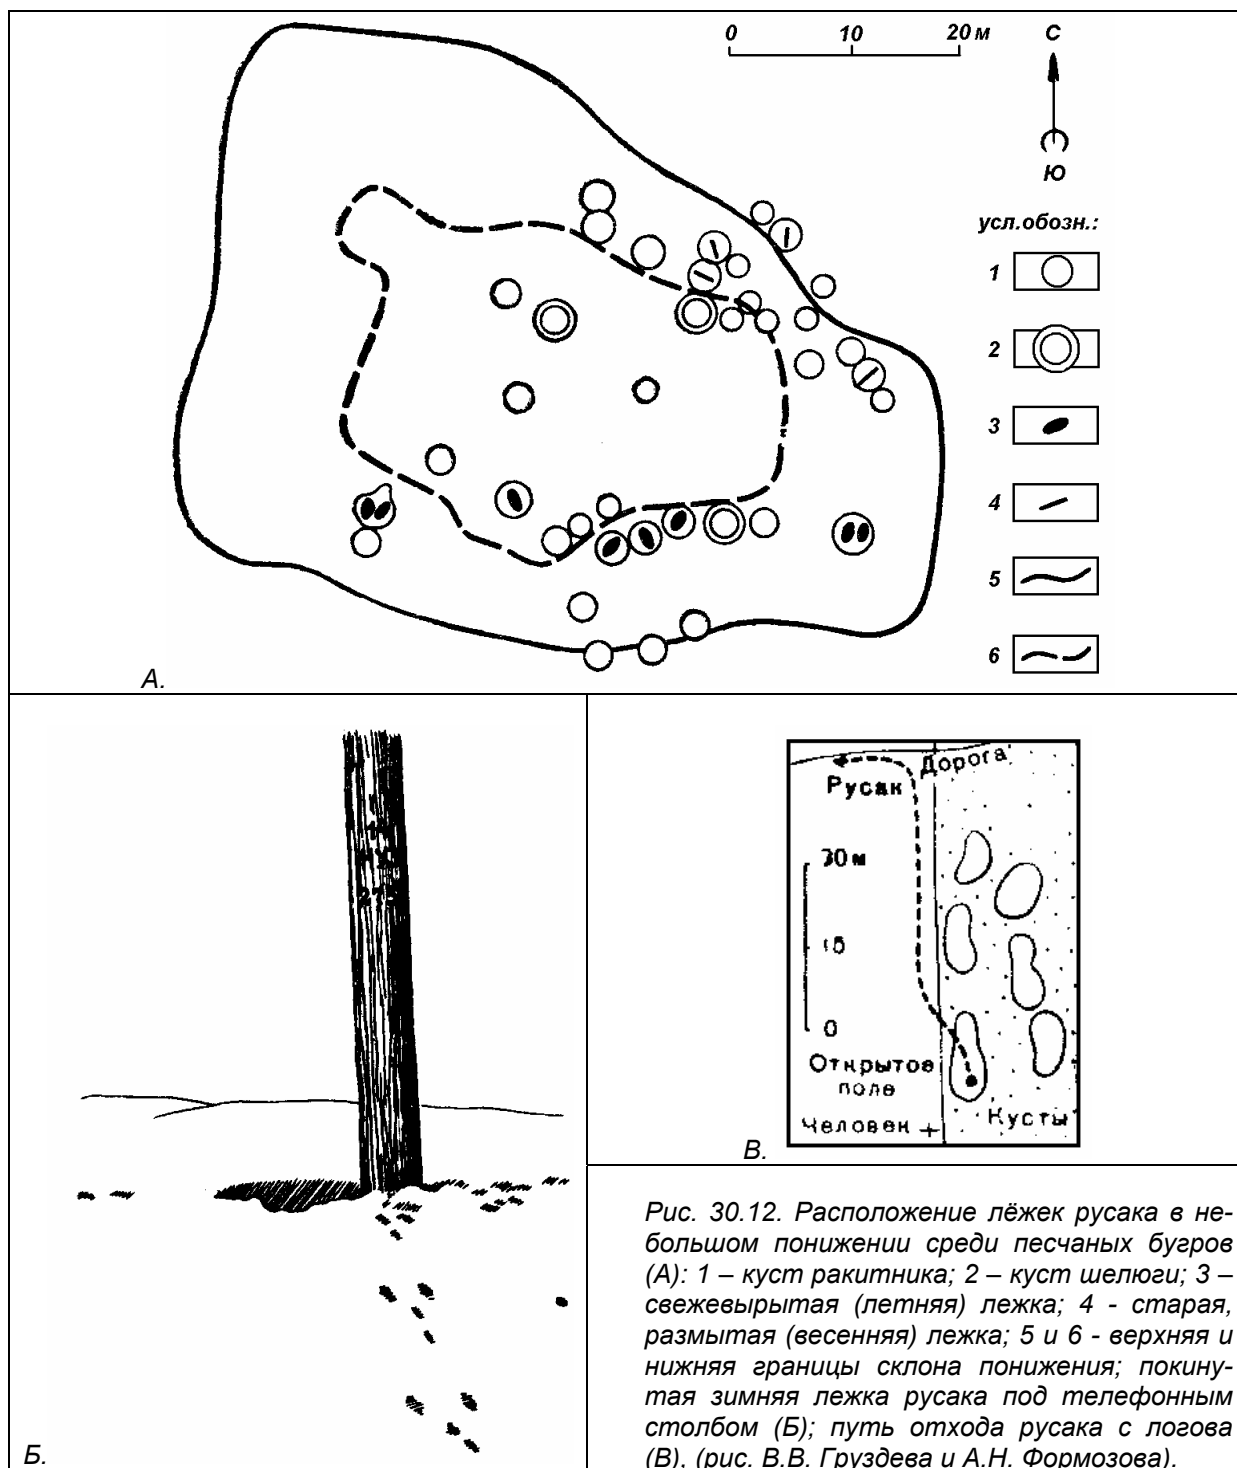 0 10 20 м
С
Ю
усл.обозн.:
1
2
3
4
5
6
А.
Дорога
Русак
30 м
15
0
Открытое
поле
Человек +
Кусты
В.
Рис. 30.12. Расположение лёжек русака в не-
большом понижении среди песчаных бугров
(А): 1 – куст ракитника; 2 – куст шелюги; 3 –
свежевырытая (летняя) лежка; 4 - старая,
размытая (весенняя) лежка; 5 и 6 - верхняя и
нижняя границы склона понижения; покину-
тая зимняя лежка русака под телефонным
столбом (Б); путь отхода русака с логова
(В), (рис. В.В. Груздева и А.Н. Формозова).
Б.